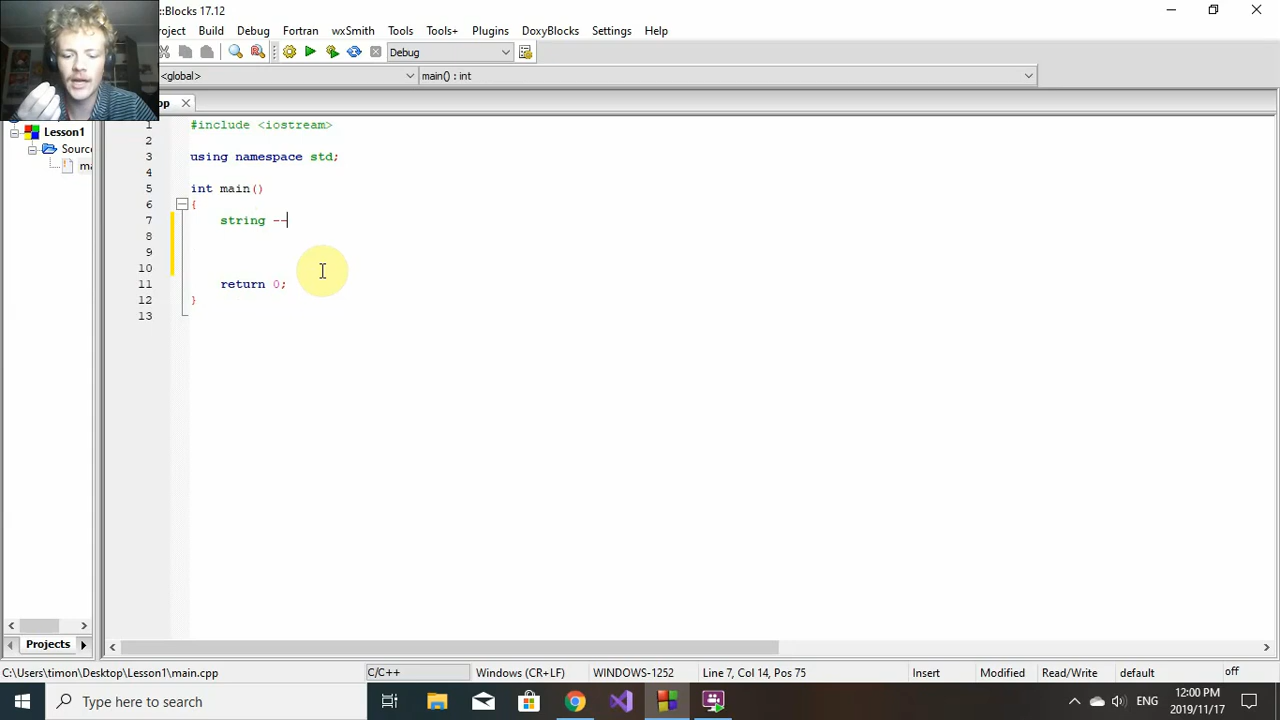 ::Blocks 17.12
roject Build Debug Fortran wxSmith Tools Tools+ Plugins DoxyBlocks Settings Help
Debug
<global> main() : int
pp
Lesson1
Sourc
ma
1 #include <iostream>
2
3 using namespace std;
4
5 int main()
6 {
7 string --
8
9
10
11 return 0;
12 }
13
Projects
C:\Users\timon\Desktop\Lesson1\main.cpp C/C++ Windows (CR+LF) WINDOWS-1252 Line 7, Col 14, Pos 75 Insert Modified Read/Write default off
Type here to search
ENG
12:00 PM
2019/11/17